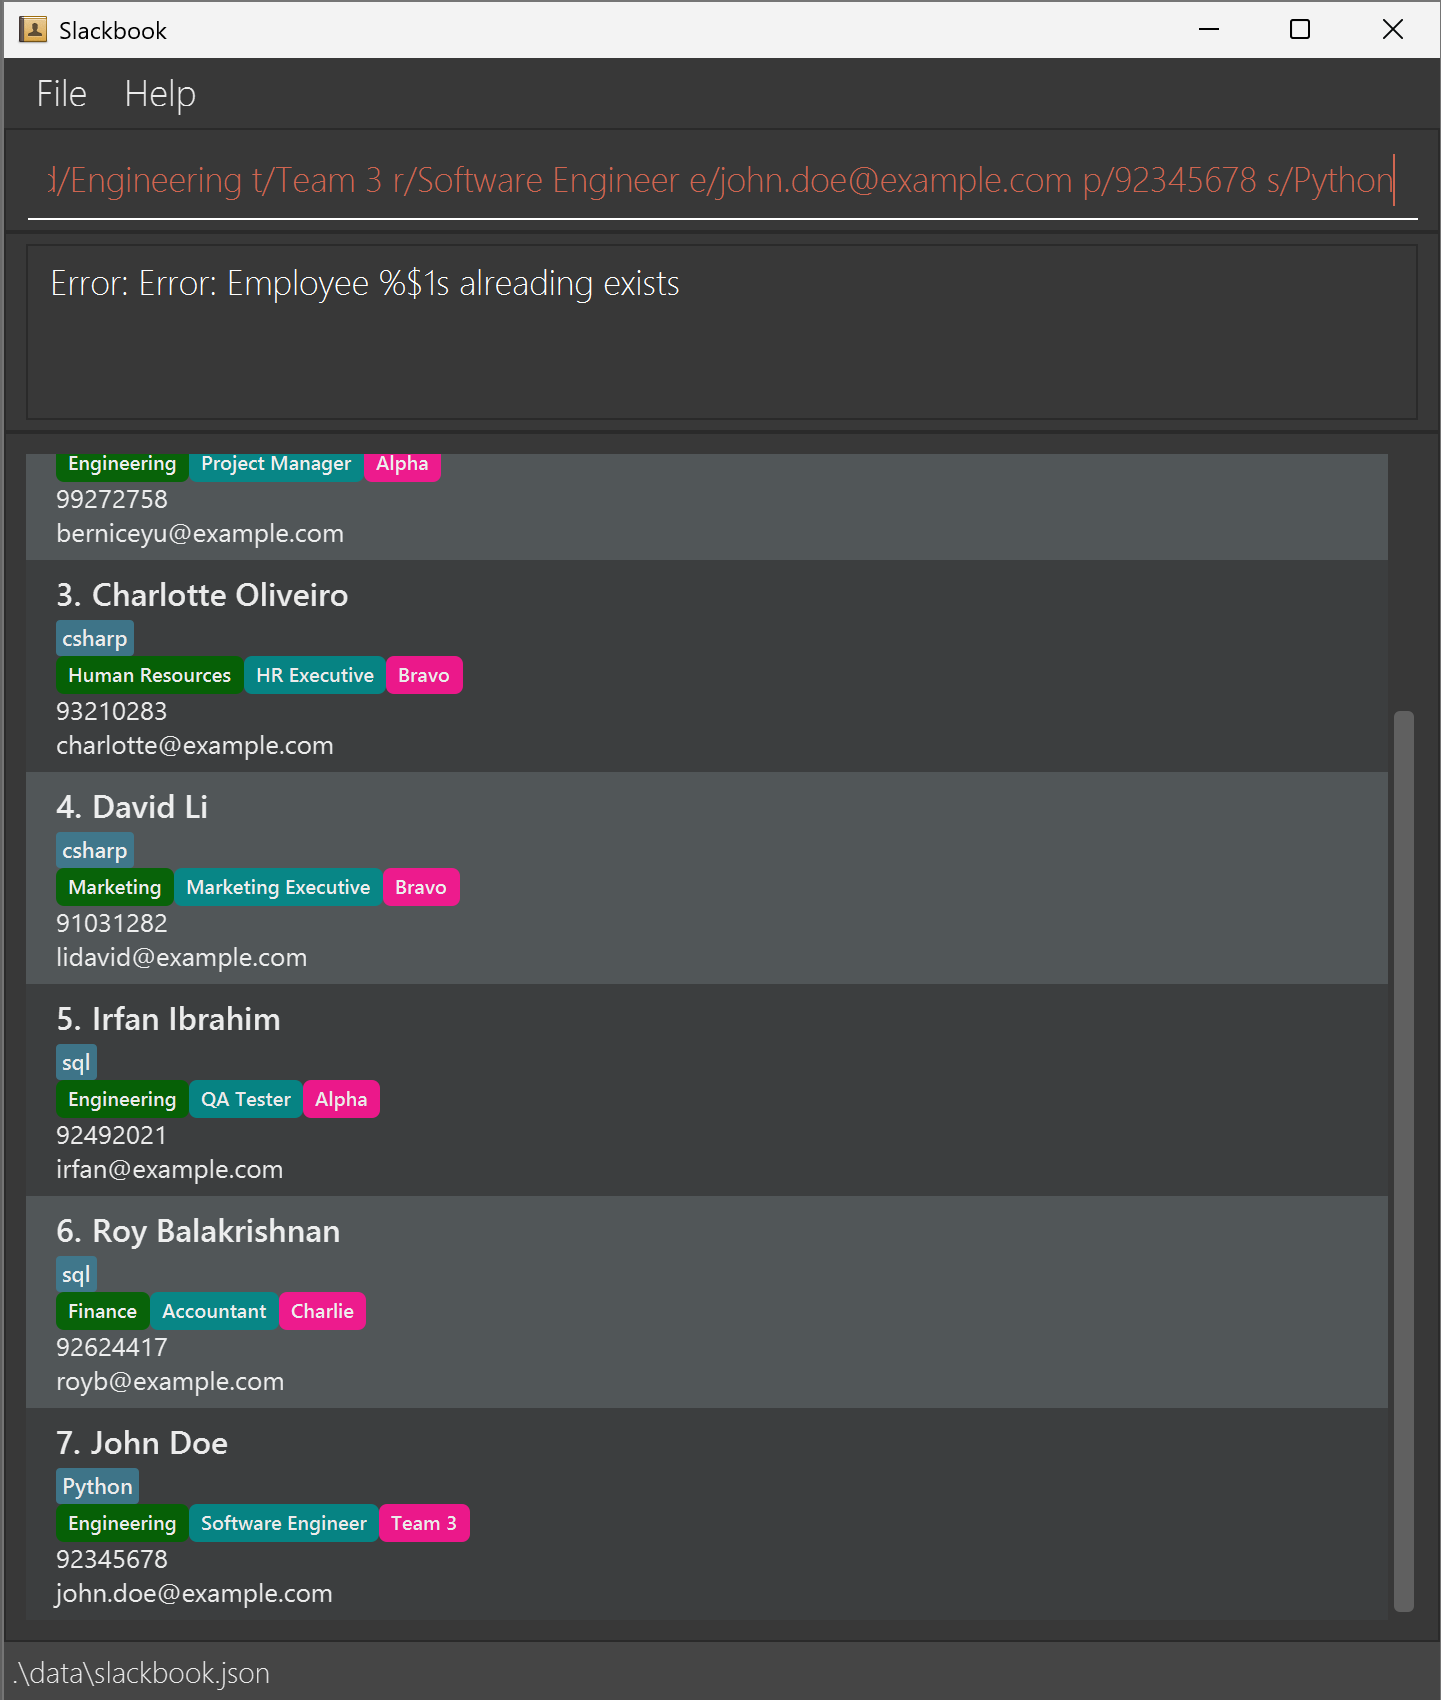 Slackbook
File Help
d/Engineering t/Team 3 r/Software Engineer e/john.doe@example.com p/92345678 s/Python
Error: Error: Employee %$1s alreading exists
Engineering Project Manager Alpha
99272758
berniceyu@example.com
3. Charlotte Oliveiro
csharp
Human Resources HR Executive Bravo
93210283
charlotte@example.com
4. David Li
csharp
Marketing Marketing Executive Bravo
91031282
lidavid@example.com
5. Irfan Ibrahim
sql
Engineering QA Tester Alpha
92492021
irfan@example.com
6. Roy Balakrishnan
sql
Finance Accountant Charlie
92624417
royb@example.com
7. John Doe
Python
Engineering Software Engineer Team 3
92345678
john.doe@example.com
.\data\slackbook.json